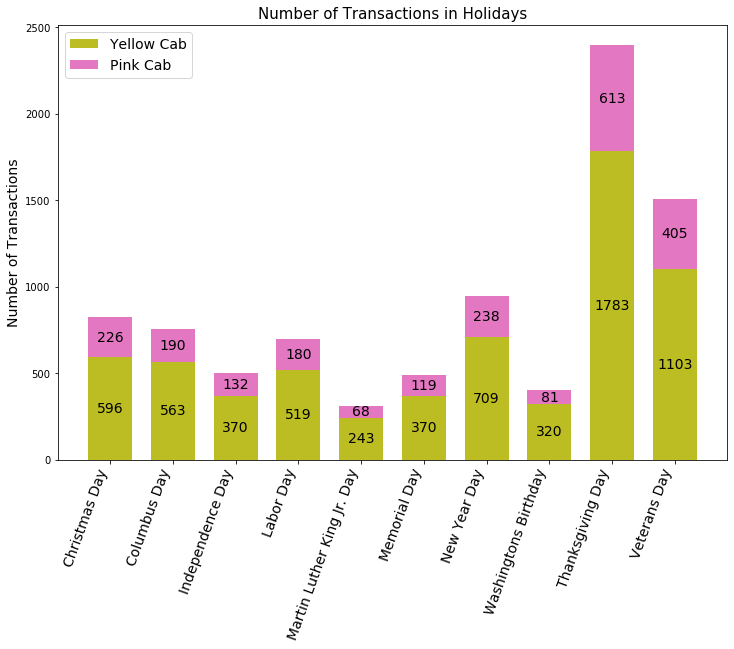 Number of Transactions in Holidays
Yellow Cab
Pink Cab
Number of Transactions
2500
2000
1500
1000
500
0
596
226
563
190
370
132
519
180
243
68
370
119
709
238
320
81
1783
613
1103
405
Christmas Day
Columbus Day
Independence Day
Labor Day
Martin Luther King Jr. Day
Memorial Day
New Year Day
Washingtons Birthday
Thanksgiving Day
Veterans Day